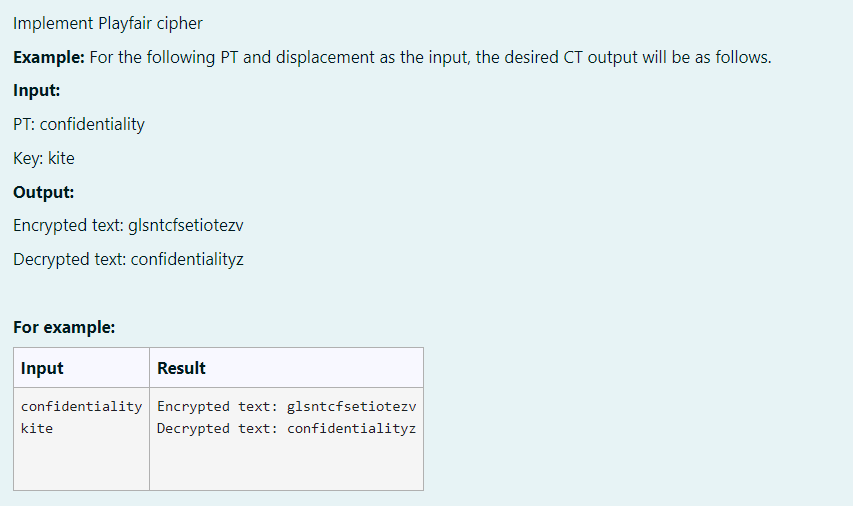 Implement Playfair cipher
Example: For the following PT and displacement as the input, the desired CT output will be as follows.
Input:
PT: confidentiality
Key: kite
Output:
Encrypted text: glsntcfsetiotezv
Decrypted text: confidentialityz
For example:
Input Result
confidentiality Encrypted text: glsntcfsetiotezv
kite Decrypted text: confidentialityz